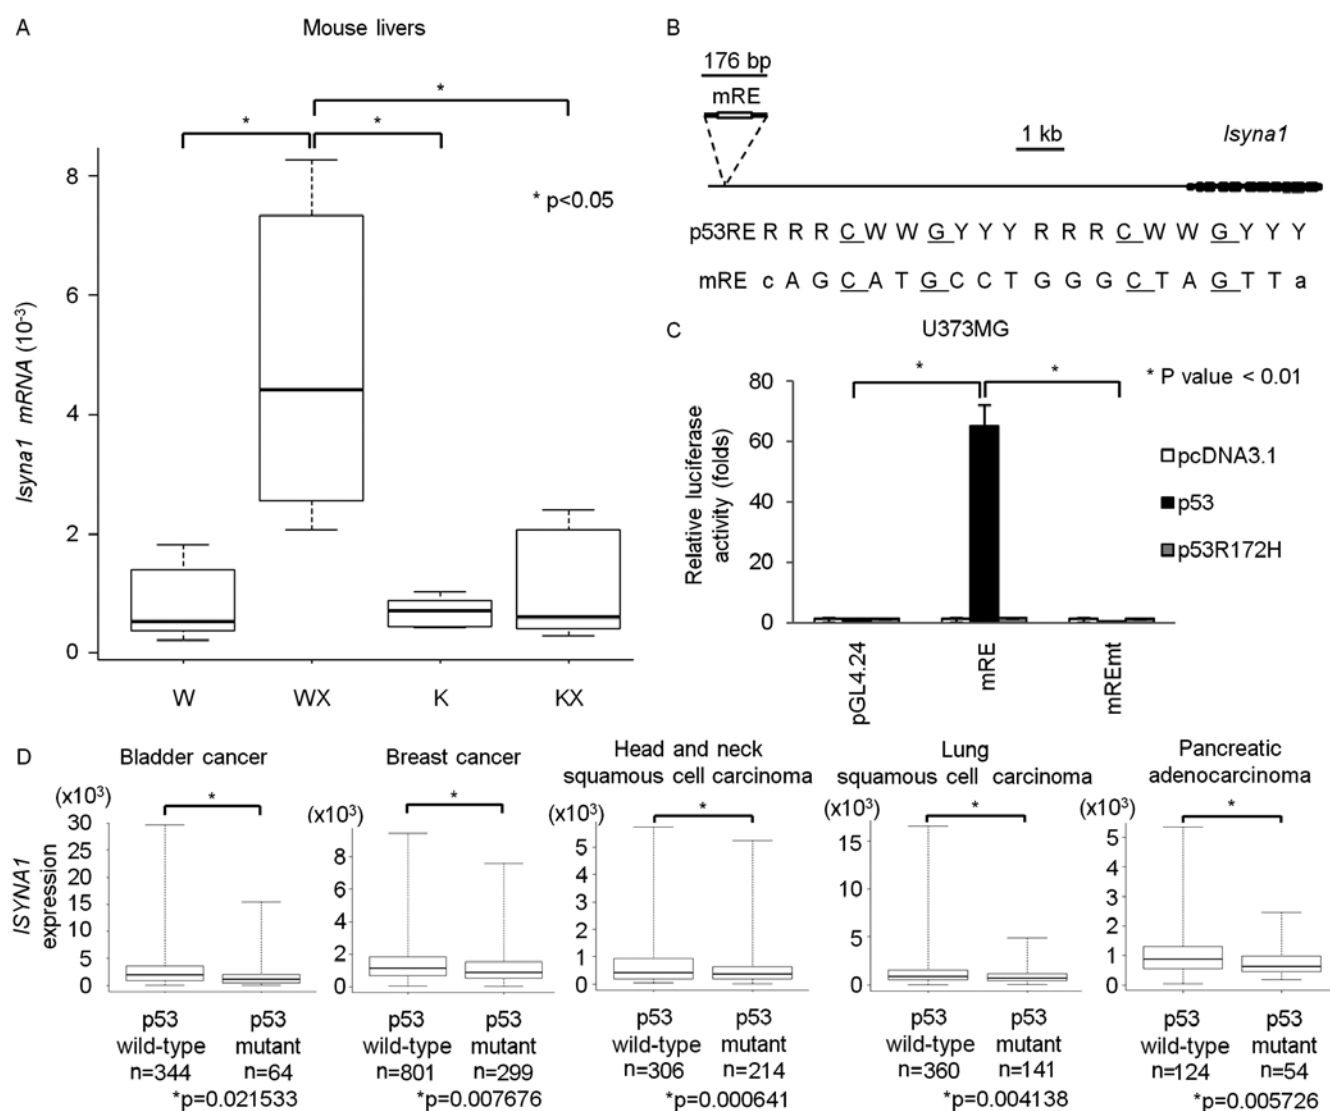 A
Mouse livers
*
*
*
* p<0.05
8
6
4
2
0
Isyna1 mRNA (10-3)
W WX K KX
B
176 bp
mRE
1 kb
Isyna1
p53RE R R R C W W G Y Y Y R R R C W W G Y Y Y
mRE c A G C A T G C C T G G G C T A G T T a
C
U373MG
*
*
* P value < 0.01
80
60
40
20
0
Relative luciferase
activity (folds)
pcDNA3.1
p53
p53R172H
pGL4.24
mRE
mREmt
D
Bladder cancer
(x10³)
*
30
25
20
15
10
5
0
ISYNA1
expression
p53 p53
wild-type mutant
n=344 n=64
*p=0.021533
Breast cancer
(x10³)
*
8
6
4
2
0
p53 p53
wild-type mutant
n=801 n=299
*p=0.007676
Head and neck
squamous cell carcinoma
(x10³)
*
5
4
3
2
1
0
p53 p53
wild-type mutant
n=306 n=214
*p=0.000641
Lung
squamous cell carcinoma
(x10³)
*
15
10
5
0
p53 p53
wild-type mutant
n=360 n=141
*p=0.004138
Pancreatic
adenocarcinoma
(x10³)
*
5
4
3
2
1
0
p53 p53
wild-type mutant
n=124 n=54
*p=0.005726